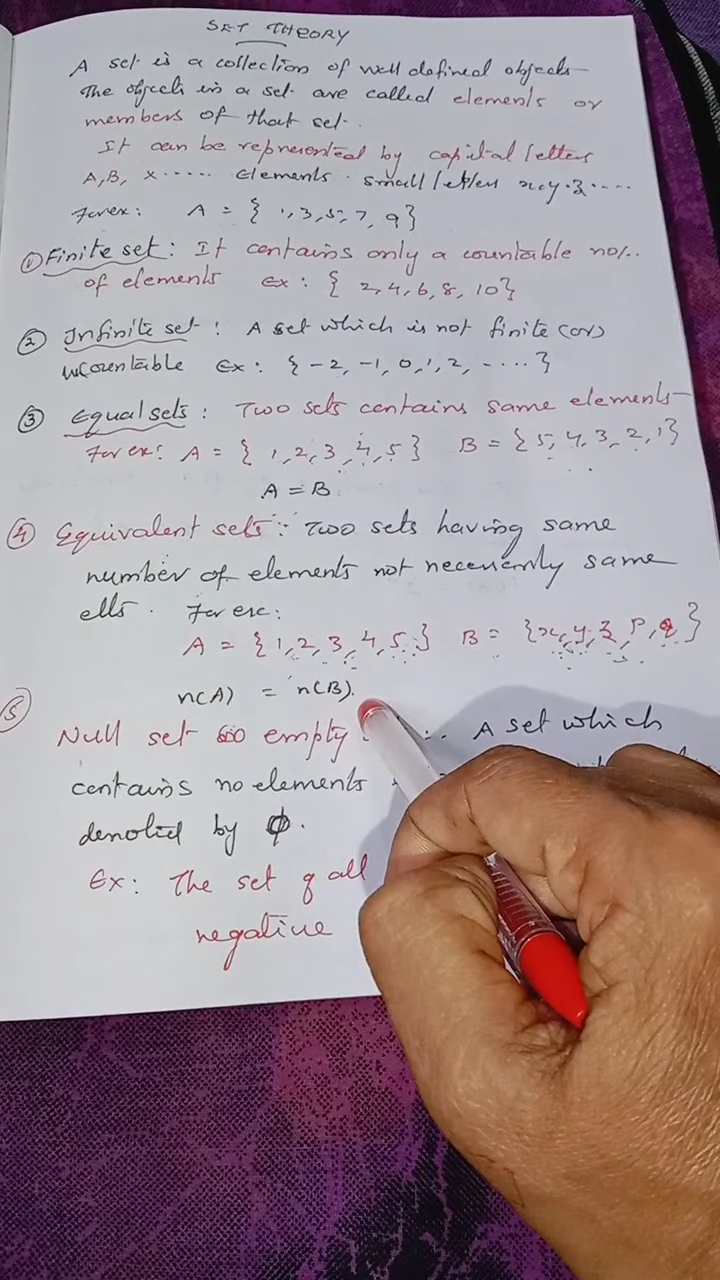 SET THEORY
A set is a collection of well defined objects
The objects in a set are called elements or
members of that set.
It can be represented by capital letters
A, B, X ..... Elements. small letters x,y,z ....
For ex: A = { 1, 3, 5, 7, 9}
① Finite set : It contains only a countable no/..
of elements Ex : { 2, 4, 6, 8, 10}
② Infinite set : A set which is not finite (or)
uncountable Ex : { -2, -1, 0, 1, 2, ..... }
③ Equal sets : Two sets contains same elements
For ex: A = { 1, 2, 3, 4, 5 } B = {5, 4, 3, 2, 1}
A = B
④ Equivalent sets : Two sets having same
number of elements not necessarily same
ells. For ex:
A = {1, 2, 3, 4, 5} B = {x, y, z, p, q}
n(A) = n(B).
⑤ Null set empty : A set which
contains no elements
denoted by ϕ.
Ex: The set of all
negative